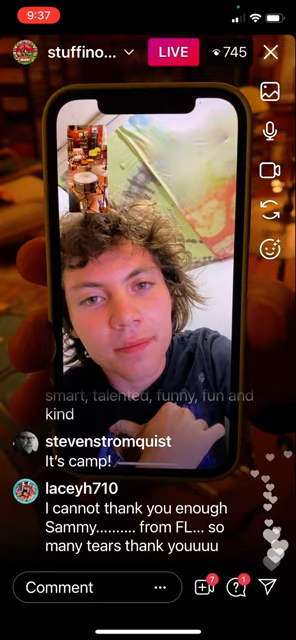 9:37
stuffino...
LIVE
745
smart, talented, funny, fun and
kind
stevenstromquist
It's camp!
laceyh710
I cannot thank you enough
Sammy.......... from FL... so
many tears thank youuuu
Comment
7
1